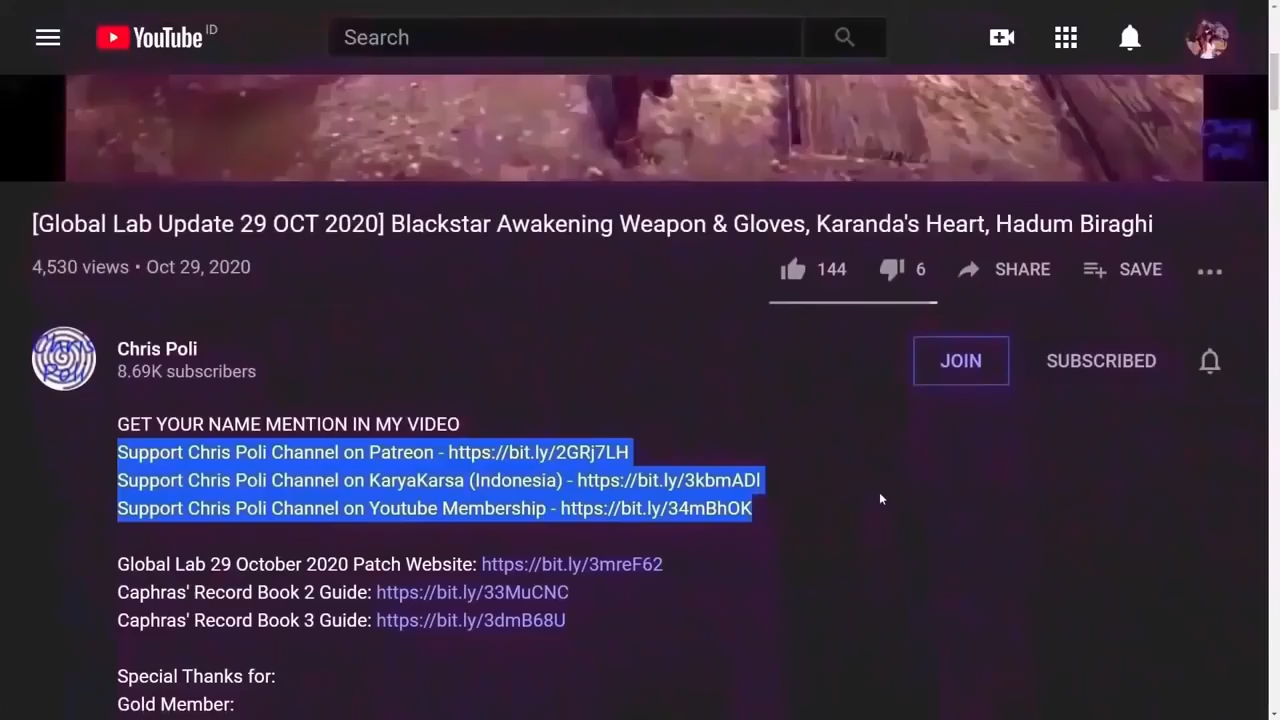 YouTube ID
Search
Chris
Poli
[Global Lab Update 29 OCT 2020] Blackstar Awakening Weapon & Gloves, Karanda's Heart, Hadum Biraghi
4,530 views • Oct 29, 2020
144 6 SHARE SAVE
Chris Poli
Chris Poli
8.69K subscribers
JOIN SUBSCRIBED
GET YOUR NAME MENTION IN MY VIDEO
Support Chris Poli Channel on Patreon - https://bit.ly/2GRj7LH
Support Chris Poli Channel on KaryaKarsa (Indonesia) - https://bit.ly/3kbmADl
Support Chris Poli Channel on Youtube Membership - https://bit.ly/34mBhOK
Global Lab 29 October 2020 Patch Website: https://bit.ly/3mreF62
Caphras' Record Book 2 Guide: https://bit.ly/33MuCNC
Caphras' Record Book 3 Guide: https://bit.ly/3dmB68U
Special Thanks for:
Gold Member: